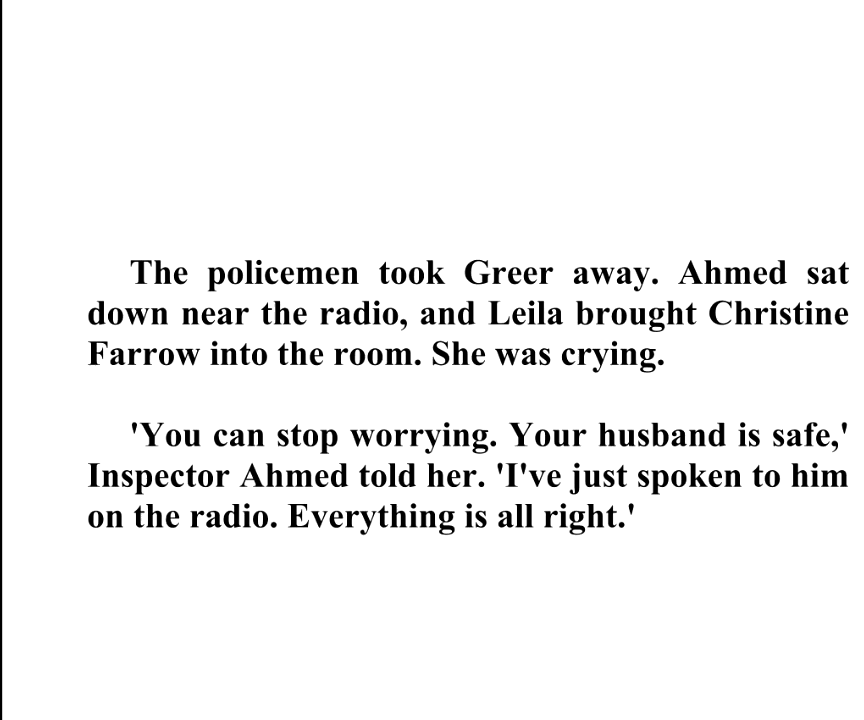 The policemen took Greer away. Ahmed sat
down near the radio, and Leila brought Christine
Farrow into the room. She was crying.
'You can stop worrying. Your husband is safe,'
Inspector Ahmed told her. 'I've just spoken to him
on the radio. Everything is all right.'